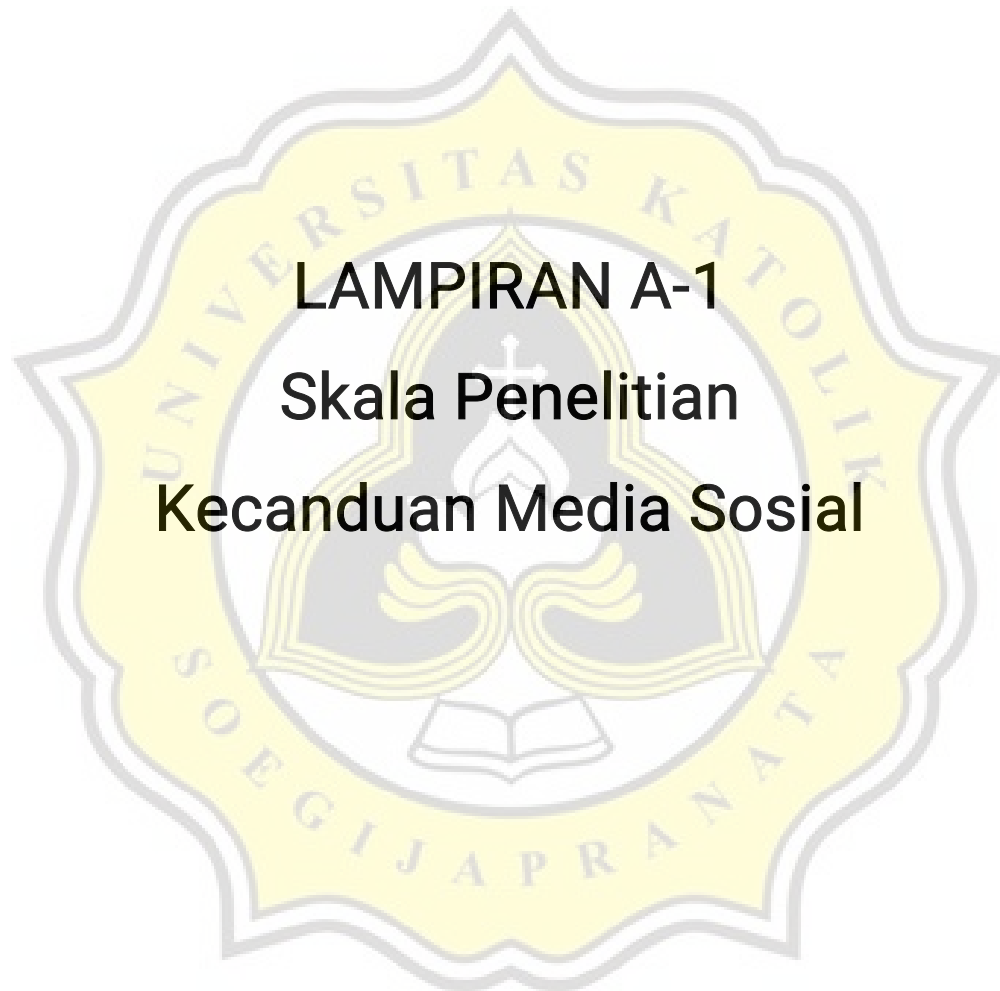 UNIVERSITAS KATOLIK
LAMPIRAN A-1
Skala Penelitian
Kecanduan Media Sosial
SOEGIJAPRANATA